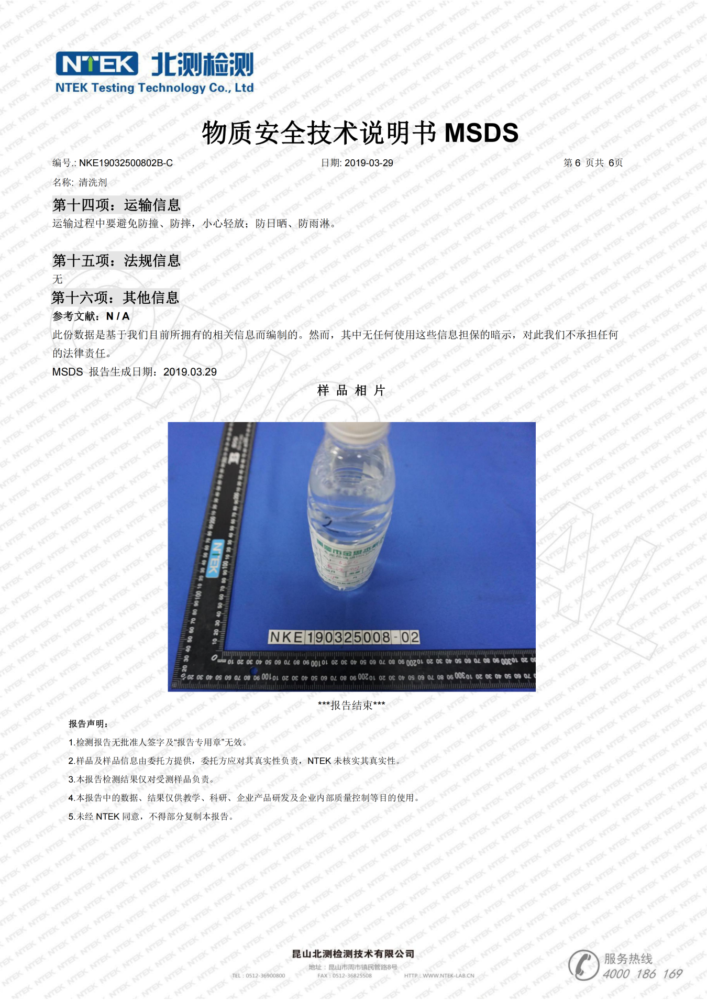 NTEK 北测检测
NTEK Testing Technology Co., Ltd
物质安全技术说明书 MSDS
编号.: NKE19032500802B-C 日期: 2019-03-29 第 6 页共 6页
名称: 清洗剂
第十四项：运输信息
运输过程中要避免防撞、防摔，小心轻放；防日晒、防雨淋。
第十五项：法规信息
无
第十六项：其他信息
参考文献：N / A
此份数据是基于我们目前所拥有的相关信息而编制的。然而，其中无任何使用这些信息担保的暗示，对此我们不承担任何
的法律责任。
MSDS 报告生成日期：2019.03.29
样 品 相 片
2
NTEK
NKE190325008-02
***报告结束***
报告声明：
1.检测报告无批准人签字及“报告专用章”无效。
2.样品及样品信息由委托方提供，委托方应对其真实性负责，NTEK 未核实其真实性。
3.本报告检测结果仅对受测样品负责。
4.本报告中的数据、结果仅供教学、科研、企业产品研发及企业内部质量控制等目的使用。
5.未经 NTEK 同意，不得部分复制本报告。
昆山北测检测技术有限公司
地址：昆山市周市镇民管路8号
TEL : 0512-36900800 FAX : 0512-36825508 HTTP : WWW.NTEK-LAB.CN
服务热线
4000 186 169